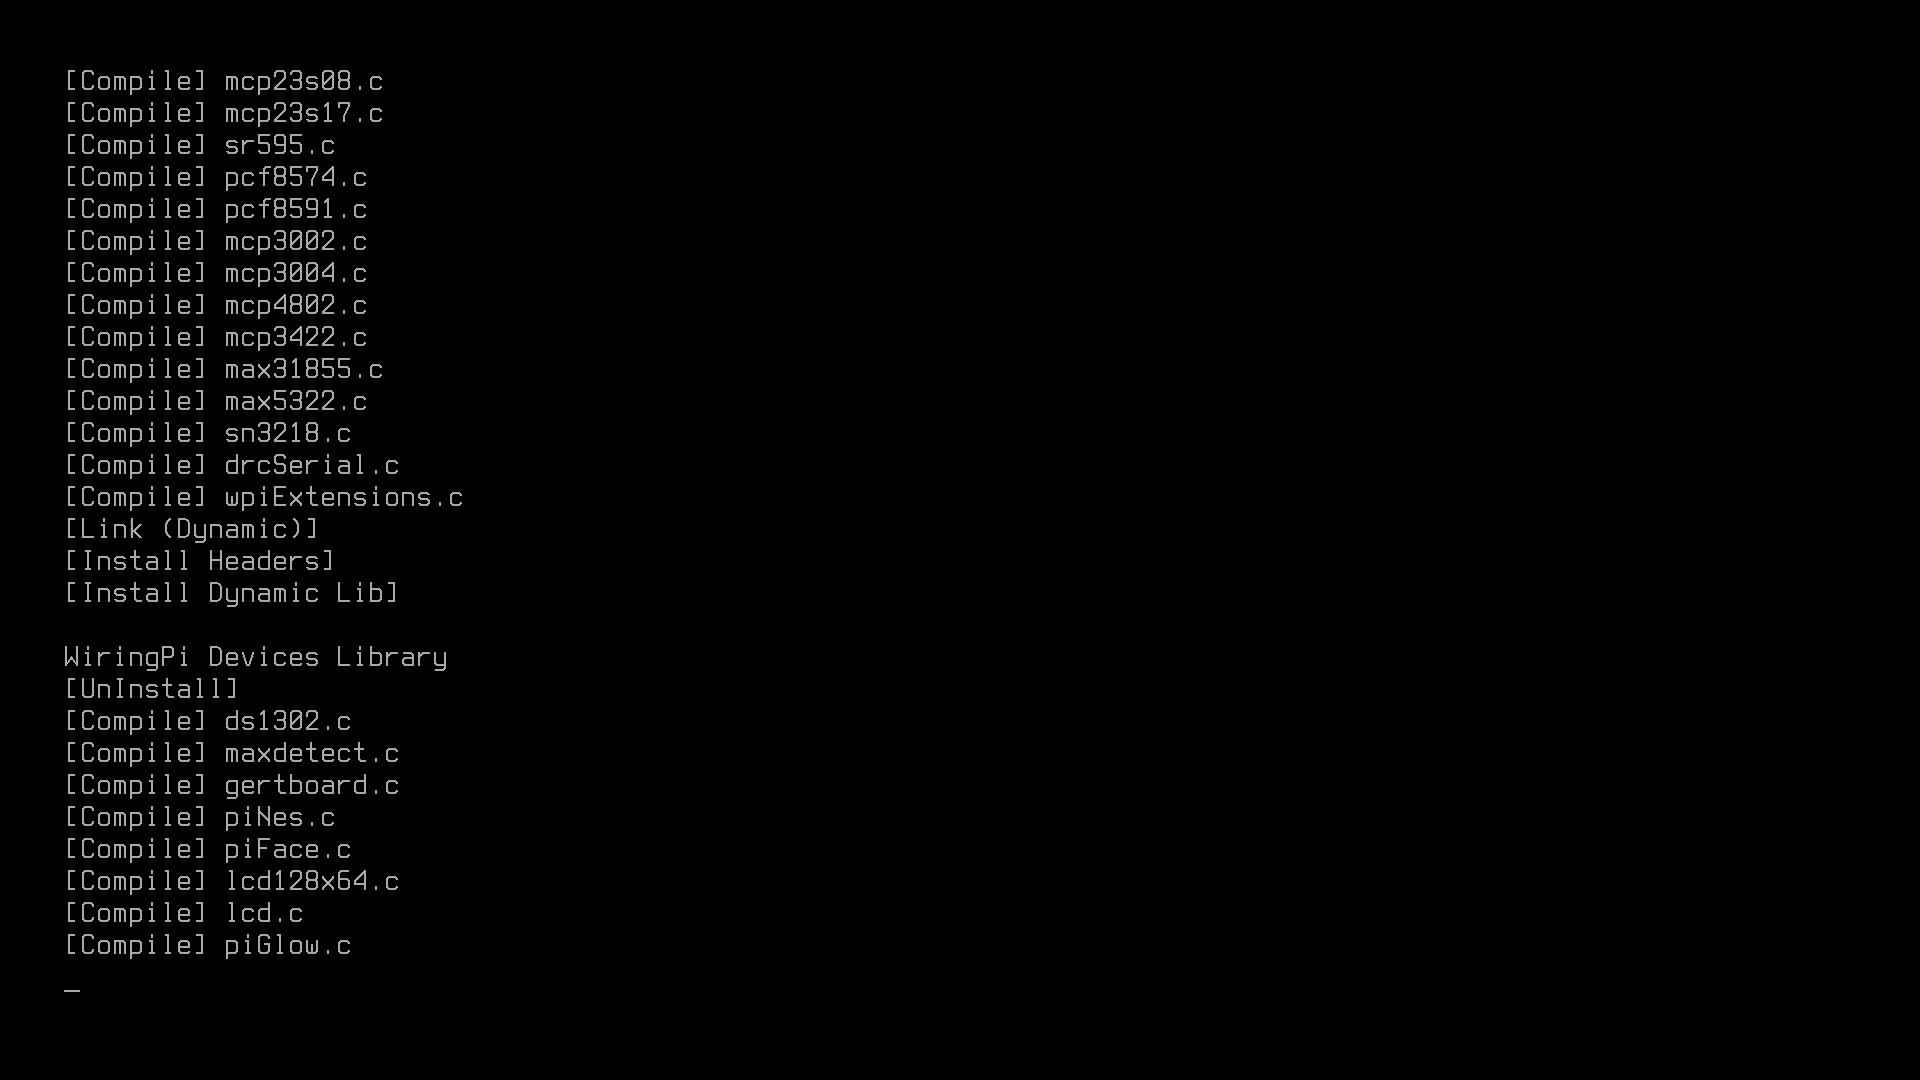 [Compile] mcp23s08.c
[Compile] mcp23s17.c
[Compile] sr595.c
[Compile] pcf8574.c
[Compile] pcf8591.c
[Compile] mcp3002.c
[Compile] mcp3004.c
[Compile] mcp4802.c
[Compile] mcp3422.c
[Compile] max31855.c
[Compile] max5322.c
[Compile] sn3218.c
[Compile] drcSerial.c
[Compile] wpiExtensions.c
[Link (Dynamic)]
[Install Headers]
[Install Dynamic Lib]

WiringPi Devices Library
[UnInstall]
[Compile] ds1302.c
[Compile] maxdetect.c
[Compile] gertboard.c
[Compile] piNes.c
[Compile] piFace.c
[Compile] lcd128x64.c
[Compile] lcd.c
[Compile] piGlow.c
_